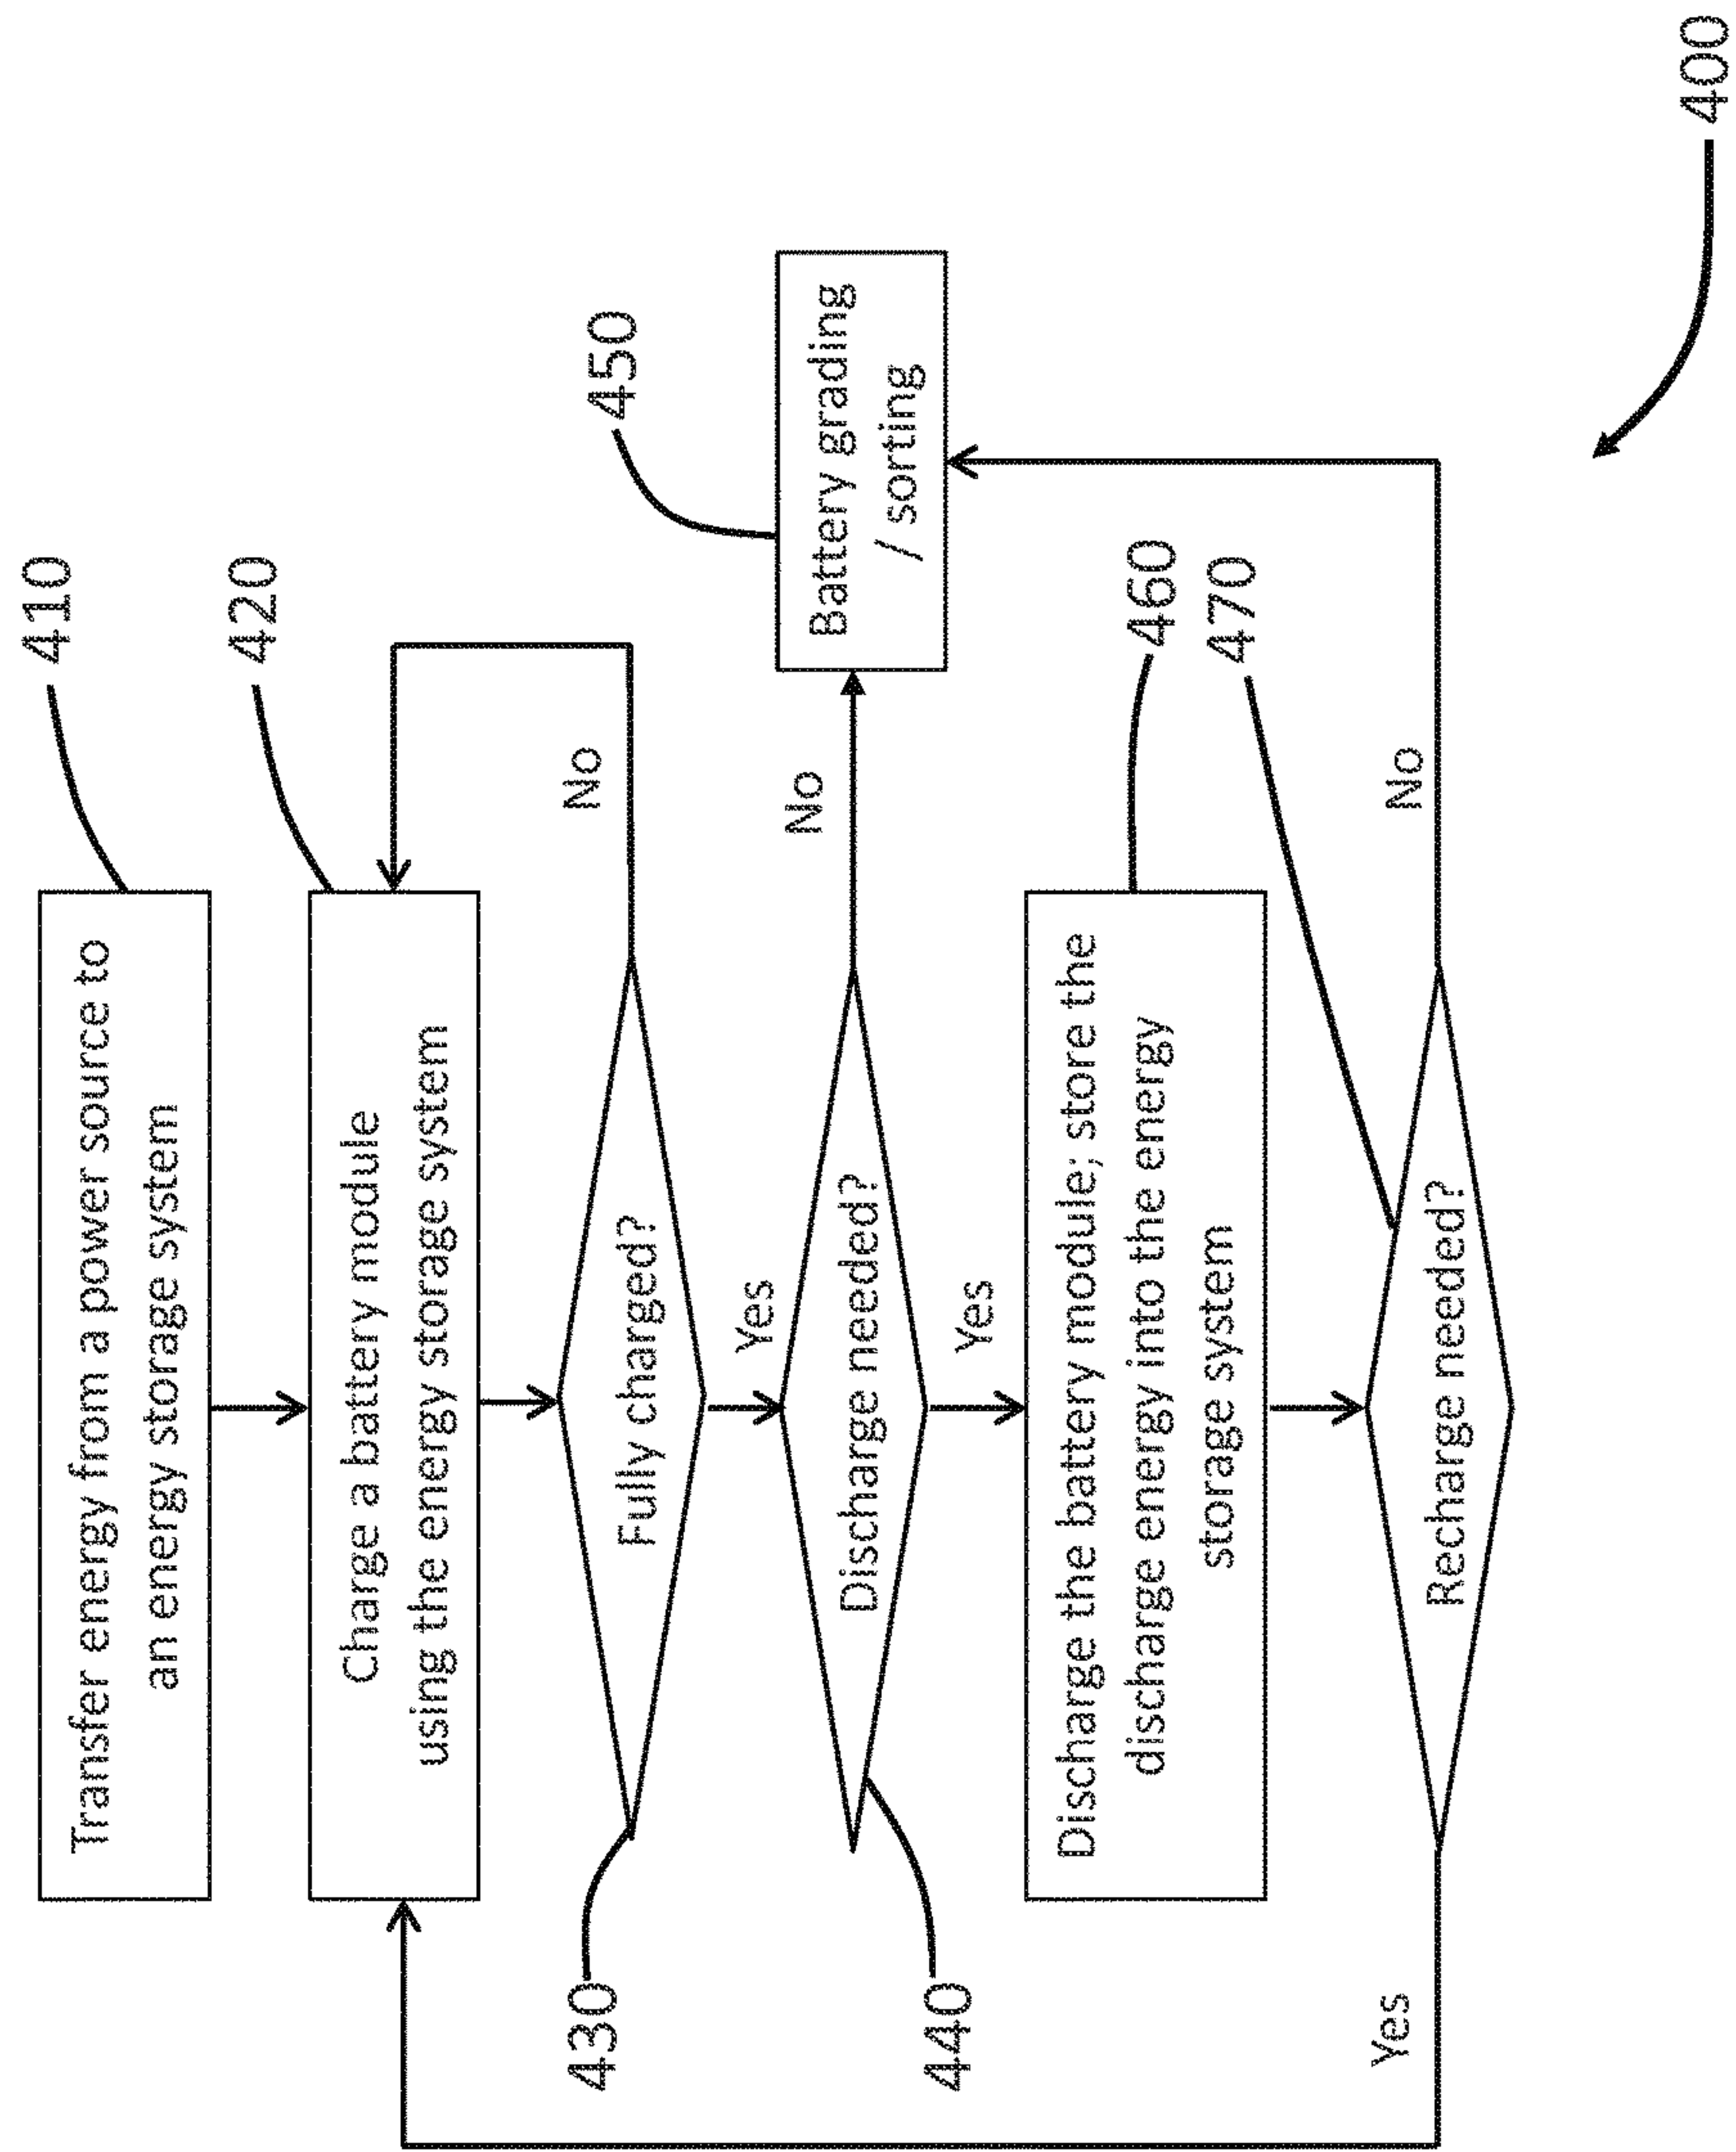 410
Transfer energy from a power source to
an energy storage system
420
Charge a battery module
using the energy storage system
No
430
Fully charged?
Yes
450
440
Discharge needed?
No
Battery grading
/ sorting
Yes
460
Discharge the battery module; store the
discharge energy into the energy
storage system
470
Yes
Recharge needed?
No
400